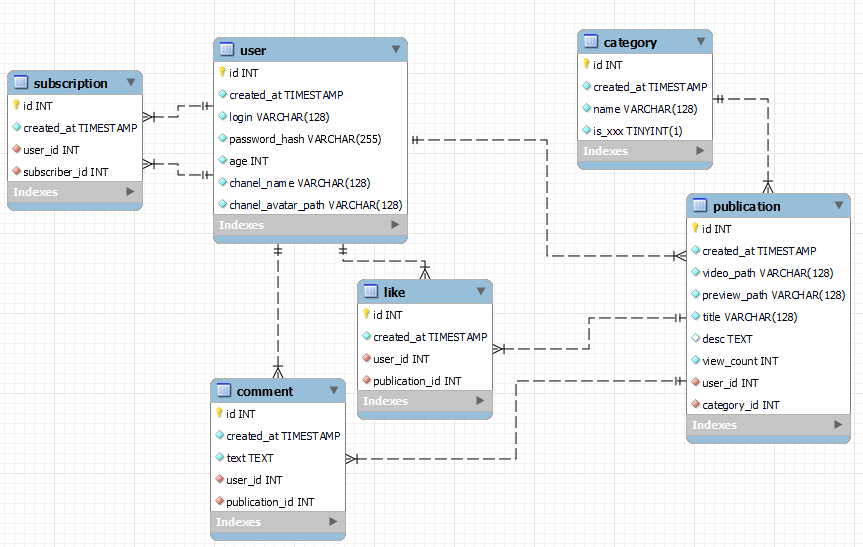 subscription
id INT
created_at TIMESTAMP
user_id INT
subscriber_id INT
Indexes
user
id INT
created_at TIMESTAMP
login VARCHAR(128)
password_hash VARCHAR(255)
age INT
chanel_name VARCHAR(128)
chanel_avatar_path VARCHAR(128)
Indexes
category
id INT
created_at TIMESTAMP
name VARCHAR(128)
is_xxx TINYINT(1)
Indexes
publication
id INT
created_at TIMESTAMP
video_path VARCHAR(128)
preview_path VARCHAR(128)
title VARCHAR(128)
desc TEXT
view_count INT
user_id INT
category_id INT
Indexes
like
id INT
created_at TIMESTAMP
user_id INT
publication_id INT
Indexes
comment
id INT
created_at TIMESTAMP
text TEXT
user_id INT
publication_id INT
Indexes